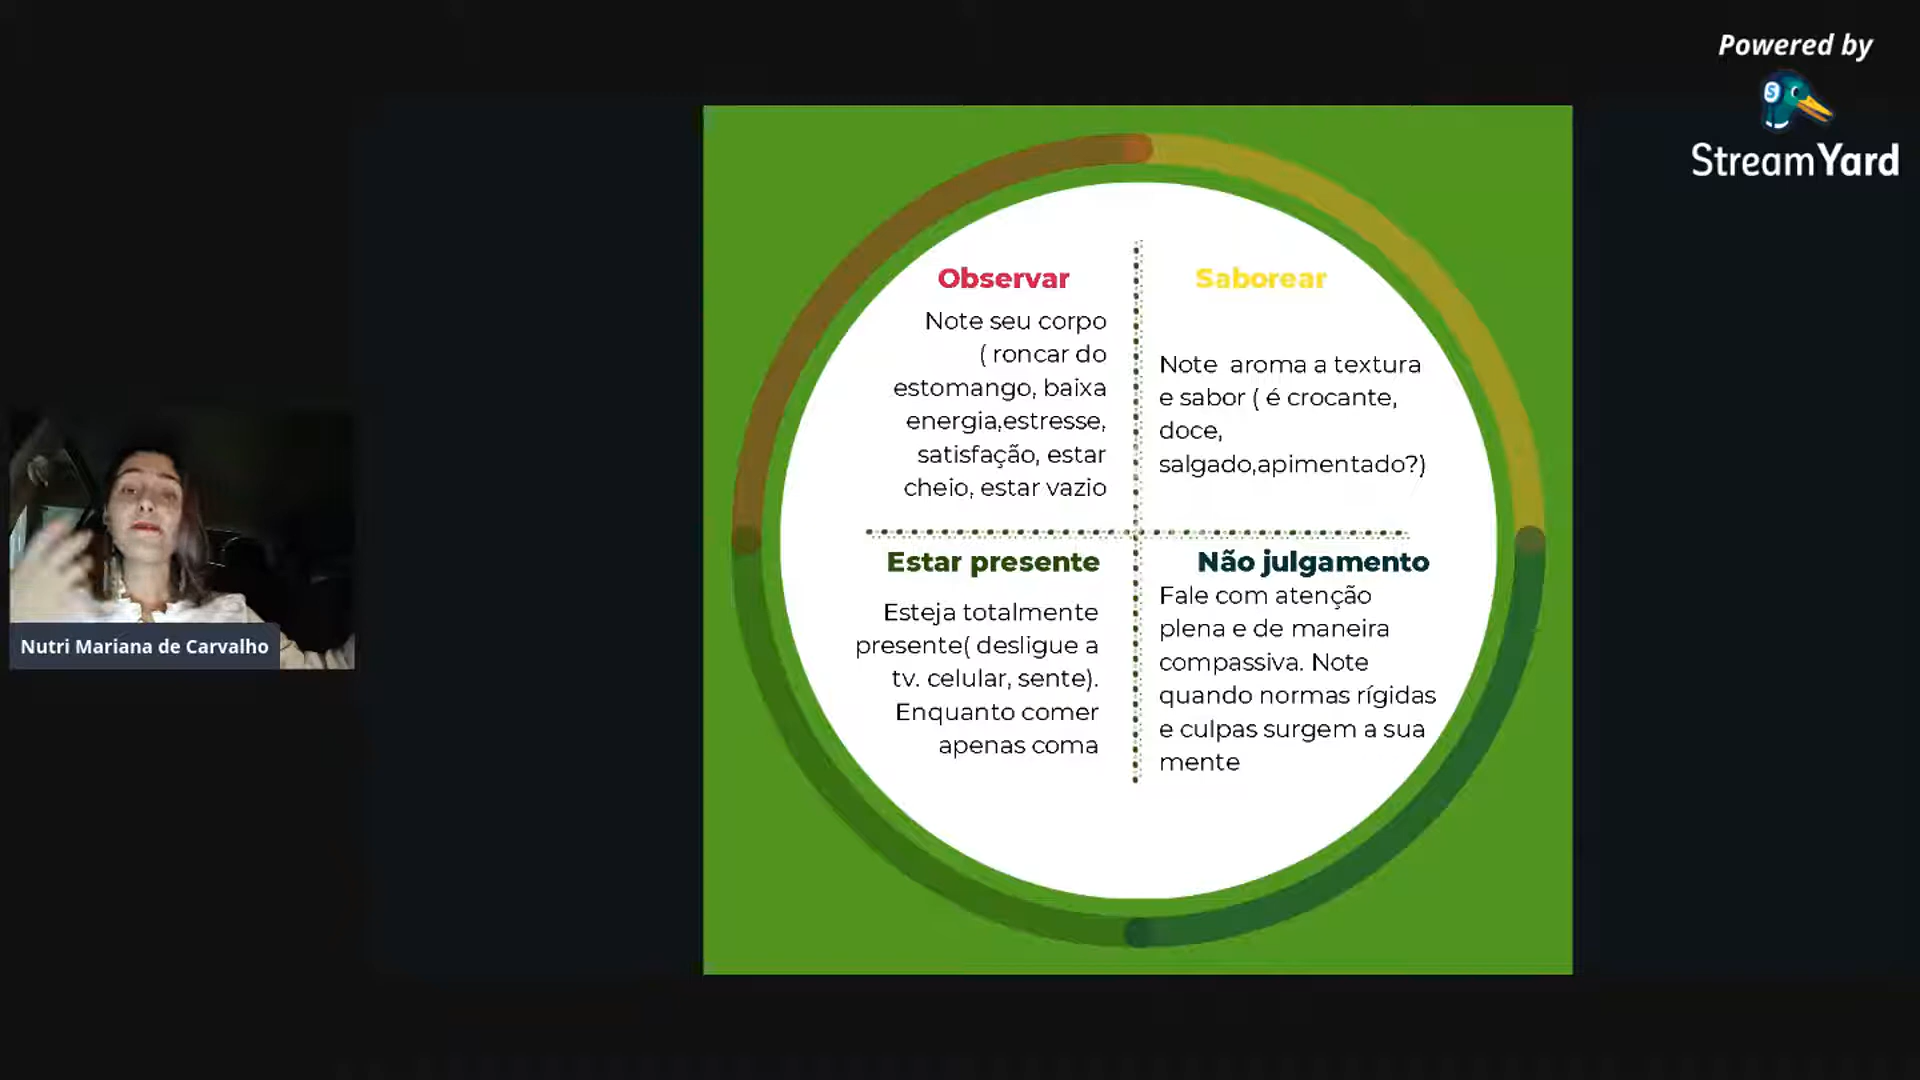 Powered by
StreamYard
Observar
Note seu corpo
( roncar do
estomango, baixa
energia,estresse,
satisfação, estar
cheio, estar vazio
Saborear
Note aroma a textura
e sabor ( é crocante,
doce,
salgado,apimentado?)
Estar presente
Esteja totalmente
presente( desligue a
tv. celular, sente).
Enquanto comer
apenas coma
Não julgamento
Fale com atenção
plena e de maneira
compassiva. Note
quando normas rígidas
e culpas surgem a sua
mente
Nutri Mariana de Carvalho